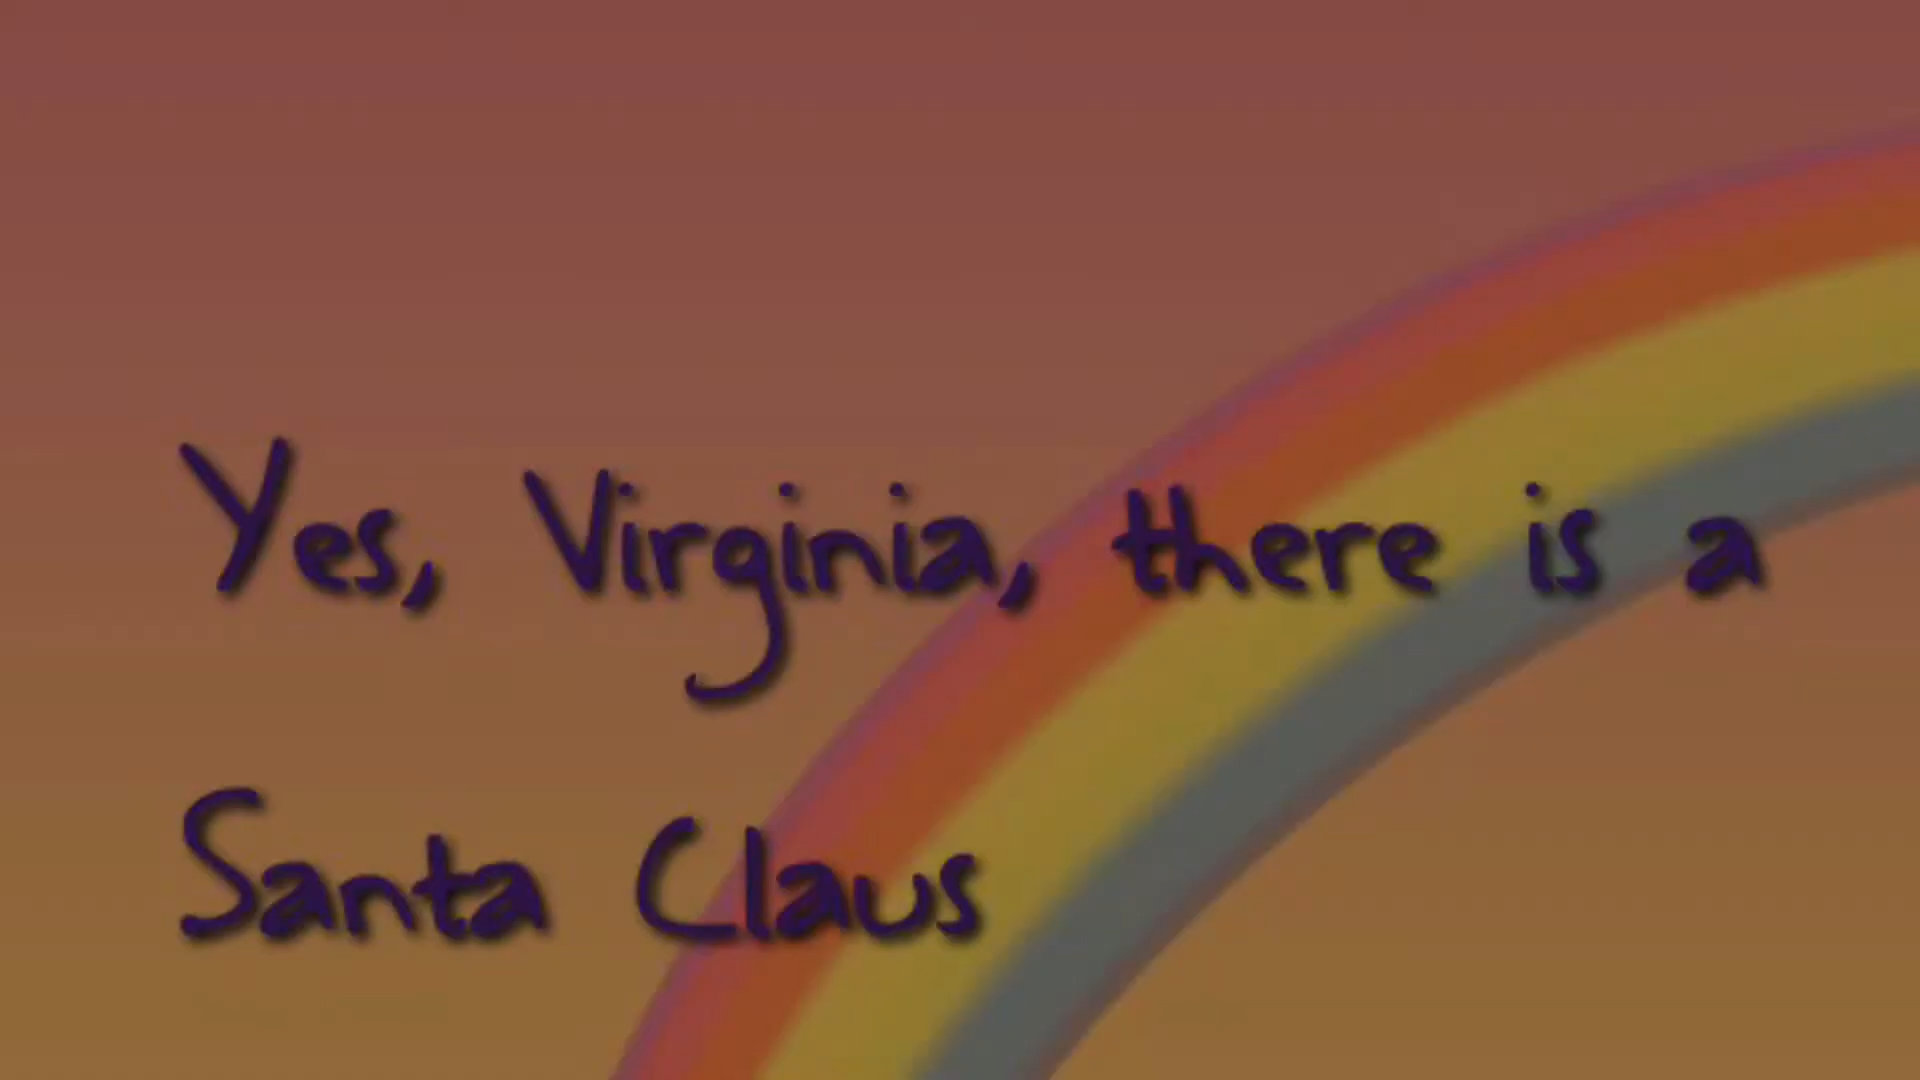 Yes, Virginia, there is a
Santa Claus